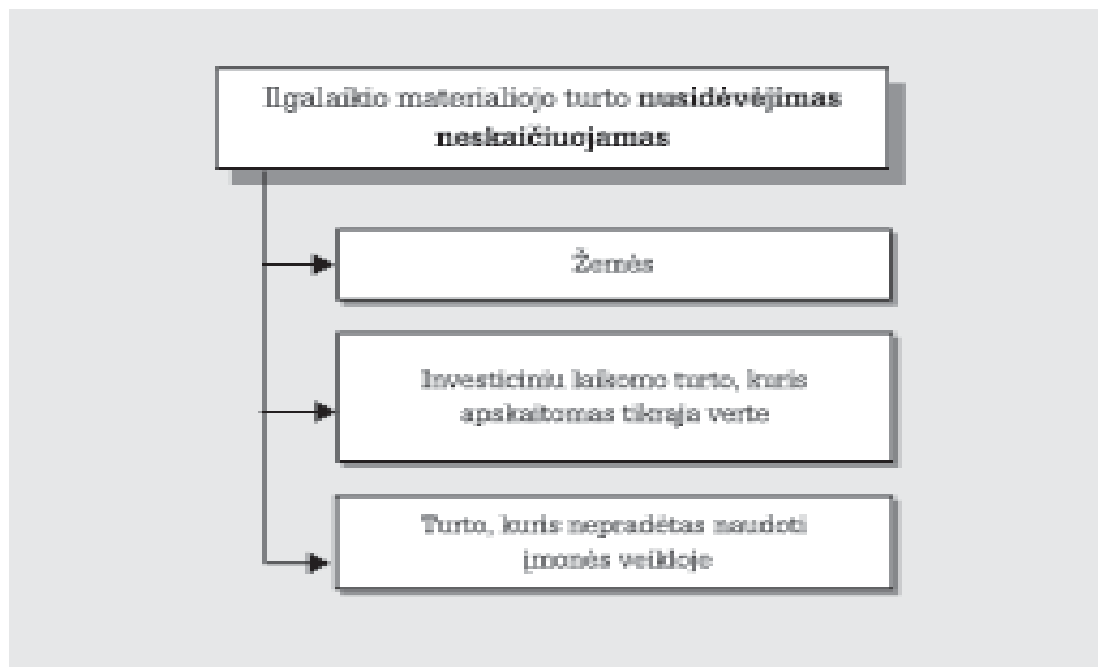 Ilgalaikio materialiojo turto nusidėvėjimas
neskaičiuojamas
Žemės
Investiciniu laikomo turto, kuris
apskaitomas tikrąja verte
Turto, kuris nepradėtas naudoti
įmonės veikloje